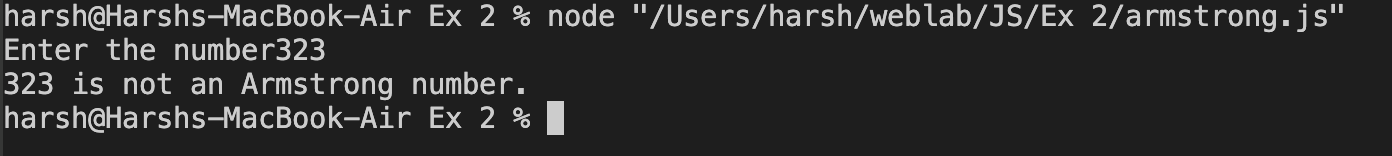 harsh@Harshs-MacBook-Air Ex 2 % node "/Users/harsh/weblab/JS/Ex 2/armstrong.js"
Enter the number323
323 is not an Armstrong number.
harsh@Harshs-MacBook-Air Ex 2 %